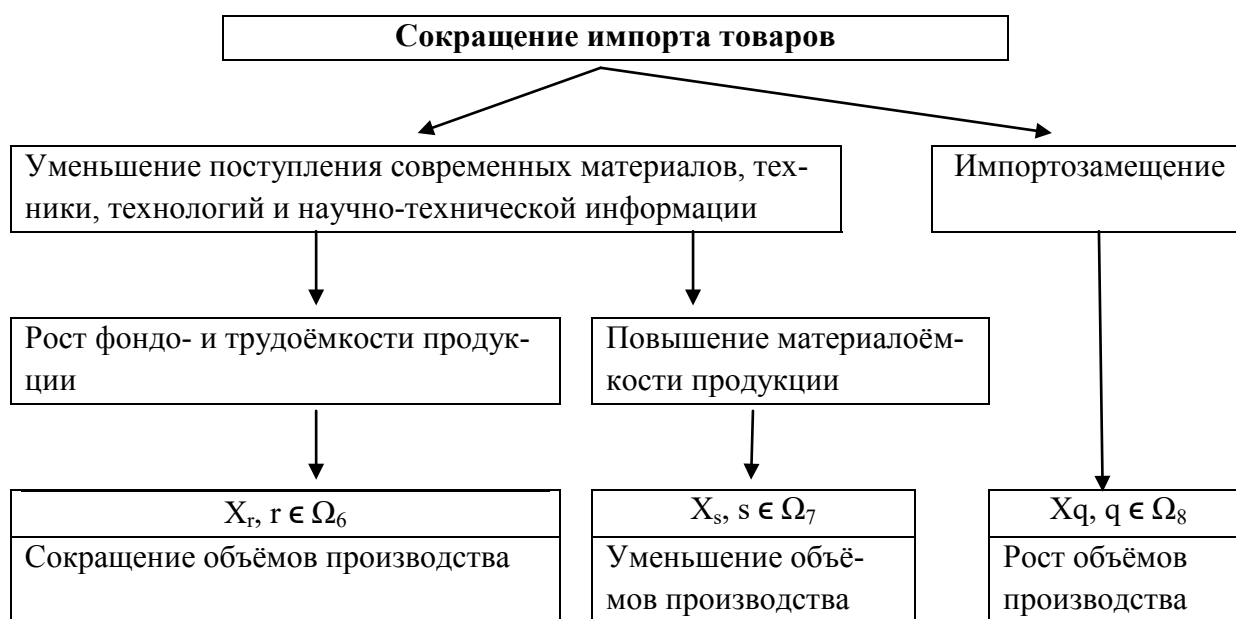 Сокращение импорта товаров
Уменьшение поступления современных материалов, тех-
ники, технологий и научно-технической информации
Импортозамещение
Рост фондо- и трудоёмкости продук-
ции
Повышение материалоём-
кости продукции
X₍r₎, r ϵ Ω₆
Сокращение объёмов производства
Xₛ, s ϵ Ω₇
Уменьшение объё-
мов производства
Xq, q ϵ Ω₈
Рост объёмов
производства